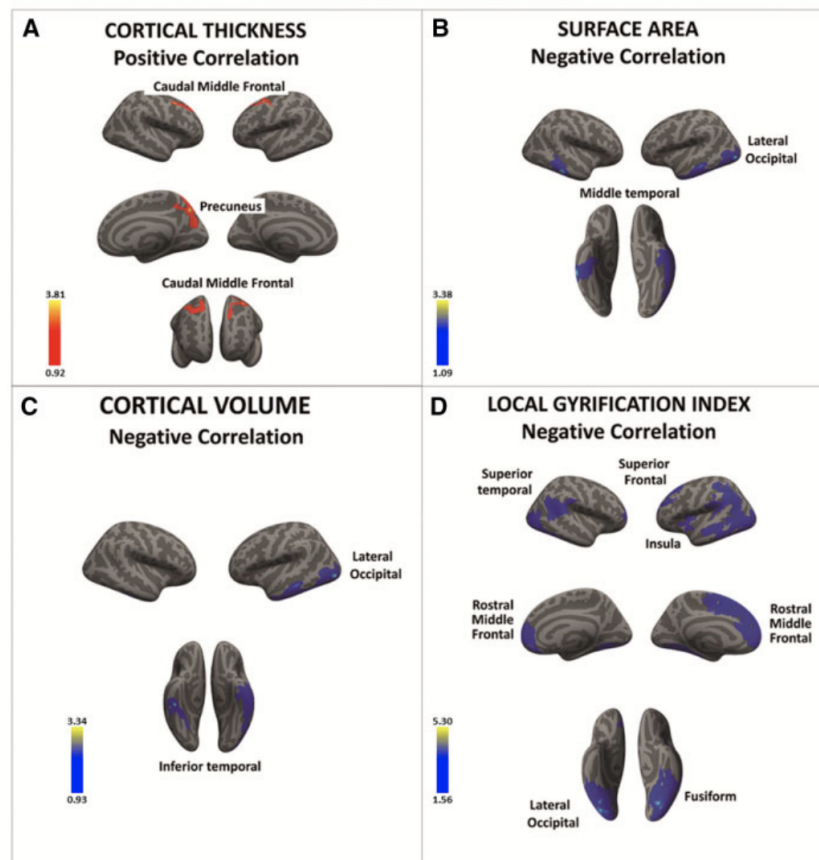 A
CORTICAL THICKNESS
Positive Correlation
Caudal Middle Frontal
Precuneus
Caudal Middle Frontal
3.81
0.92
B
SURFACE AREA
Negative Correlation
Lateral
Occipital
Middle temporal
3.38
1.09
C
CORTICAL VOLUME
Negative Correlation
Lateral
Occipital
3.34
0.93
Inferior temporal
D
LOCAL GYRIFICATION INDEX
Negative Correlation
Superior
temporal
Superior
Frontal
Insula
Rostral
Middle
Frontal
Rostral
Middle
Frontal
5.30
1.56
Lateral
Occipital
Fusiform